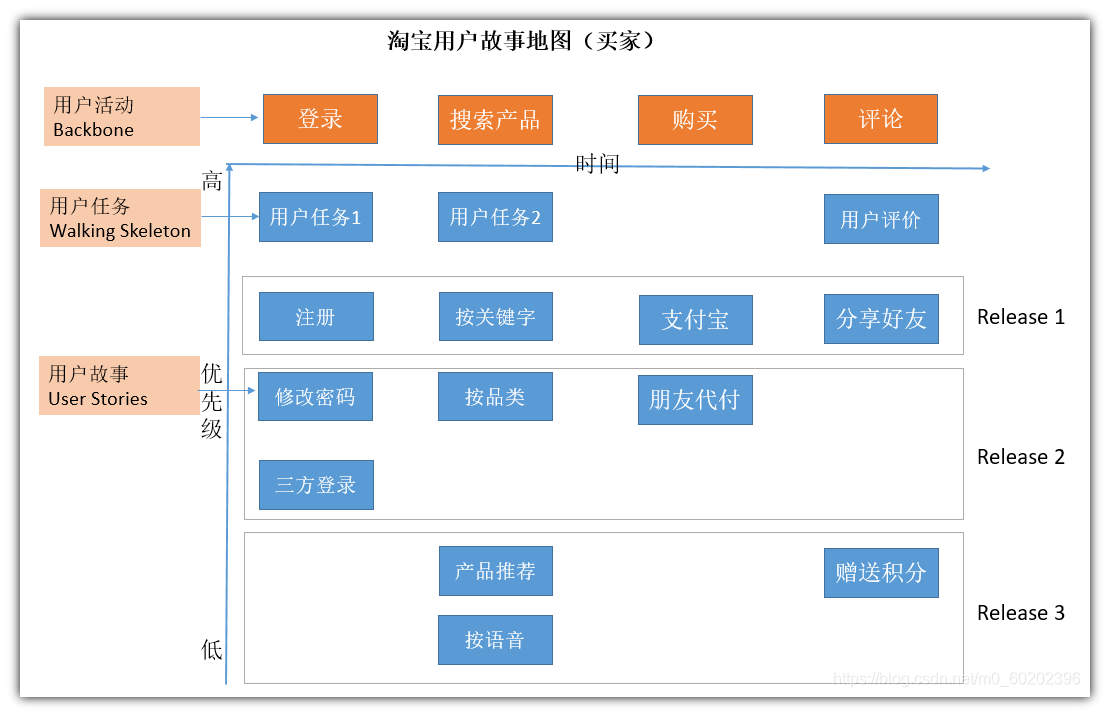 淘宝用户故事地图（买家）
用户活动
Backbone
登录
搜索产品
购买
评论
时间
高
用户任务
Walking Skeleton
用户任务1
用户任务2
用户评价
注册
按关键字
支付宝
分享好友
Release 1
用户故事
User Stories
优
先
级
修改密码
按品类
朋友代付
三方登录
Release 2
产品推荐
赠送积分
按语音
Release 3
低
https://blog.csdn.net/m0_60202396